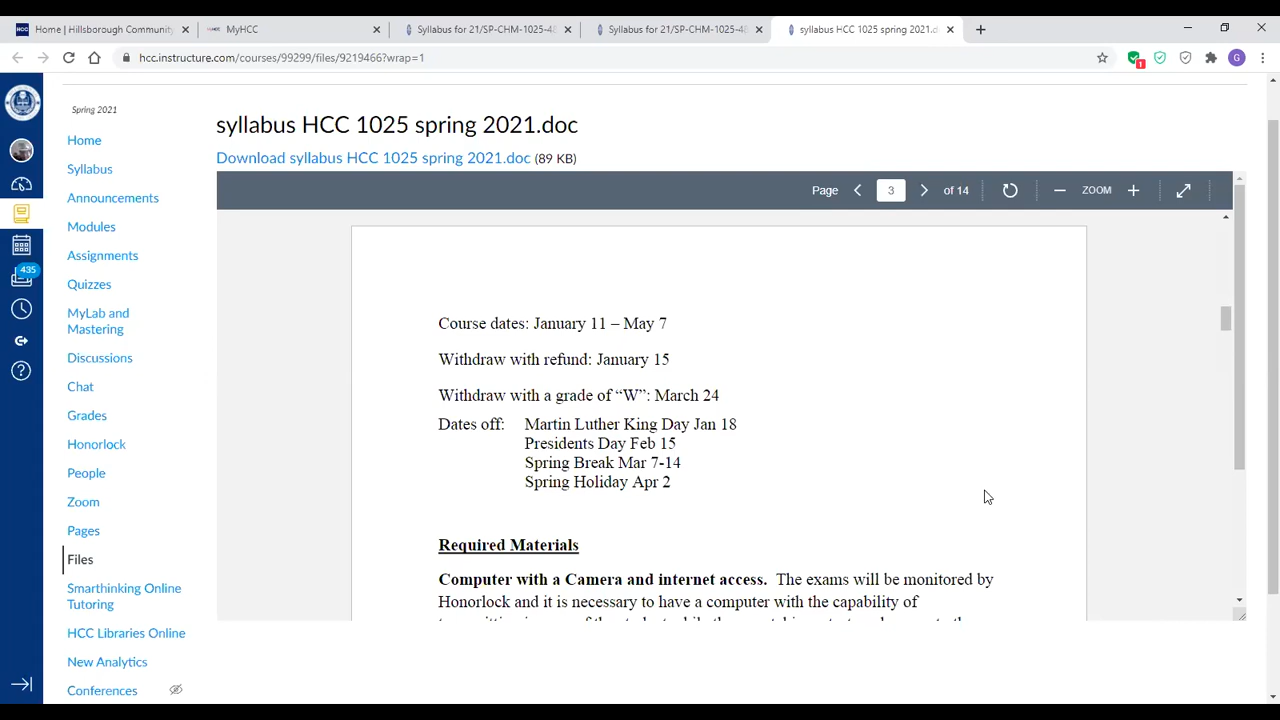 Home | Hillsborough Community
MyHCC
Syllabus for 21/SP-CHM-1025-48
Syllabus for 21/SP-CHM-1025-48
syllabus HCC 1025 spring 2021.d
hcc.instructure.com/courses/99299/files/9219466?wrap=1
1
G
Spring 2021
Home
Syllabus
Announcements
Modules
Assignments
Quizzes
MyLab and
Mastering
Discussions
Chat
Grades
Honorlock
People
Zoom
Pages
Files
Smarthinking Online
Tutoring
HCC Libraries Online
New Analytics
Conferences
435
syllabus HCC 1025 spring 2021.doc
Download syllabus HCC 1025 spring 2021.doc (89 KB)
Page 3 of 14 ZOOM
Course dates: January 11 – May 7
Withdraw with refund: January 15
Withdraw with a grade of “W”: March 24
Dates off: Martin Luther King Day Jan 18
Presidents Day Feb 15
Spring Break Mar 7-14
Spring Holiday Apr 2
Required Materials
Computer with a Camera and internet access. The exams will be monitored by
Honorlock and it is necessary to have a computer with the capability of